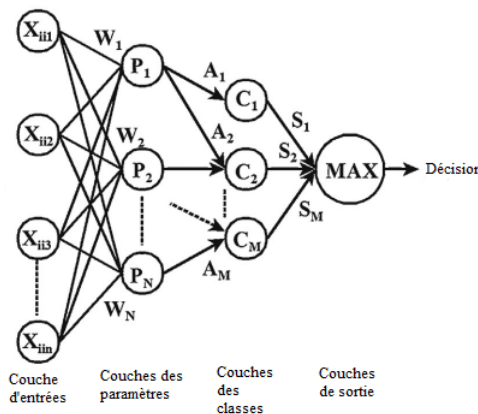 X_ii1
X_ii2
X_ii3
X_iin
W_1
W_2
W_N
P_1
P_2
P_N
A_1
A_2
A_M
C_1
C_2
C_M
S_1
S_2
S_M
MAX
Décision
Couche
d'entrées
Couches des
paramètres
Couches
des
classes
Couches
de sortie